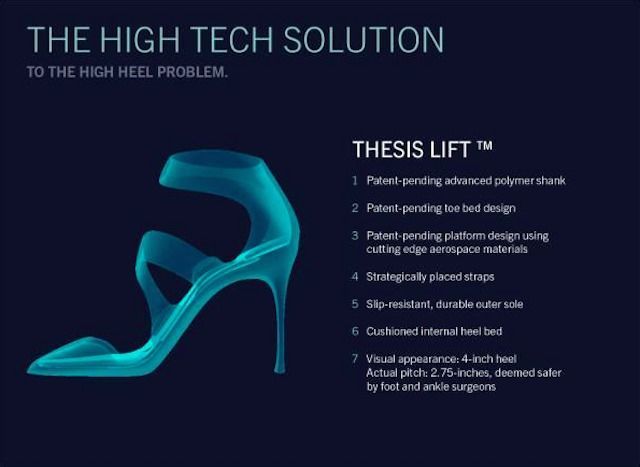 THE HIGH TECH SOLUTION
TO THE HIGH HEEL PROBLEM.
THESIS LIFT ™
1 Patent-pending advanced polymer shank
2 Patent-pending toe bed design
3 Patent-pending platform design using
cutting edge aerospace materials
4 Strategically placed straps
5 Slip-resistant, durable outer sole
6 Cushioned internal heel bed
7 Visual appearance: 4-inch heel
Actual pitch: 2.75-inches, deemed safer
by foot and ankle surgeons